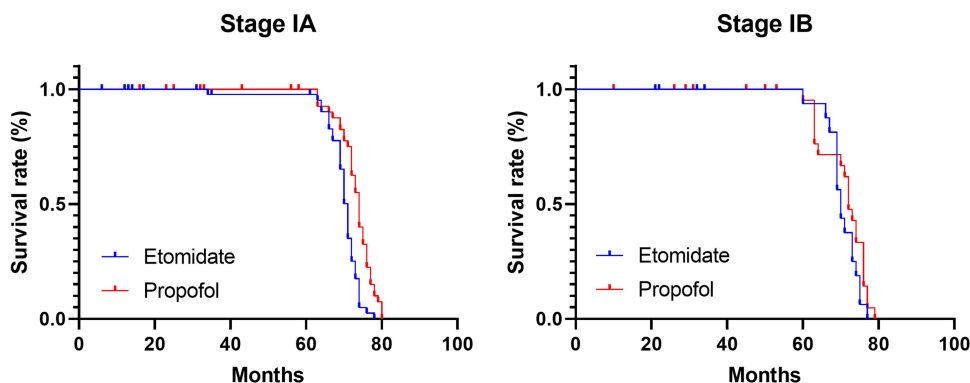 Stage IA
Survival rate (%)
1.0
0.5
0.0
Etomidate
Propofol
0 20 40 60 80 100
Months
Stage IB
Survival rate (%)
1.0
0.5
0.0
Etomidate
Propofol
0 20 40 60 80 100
Months